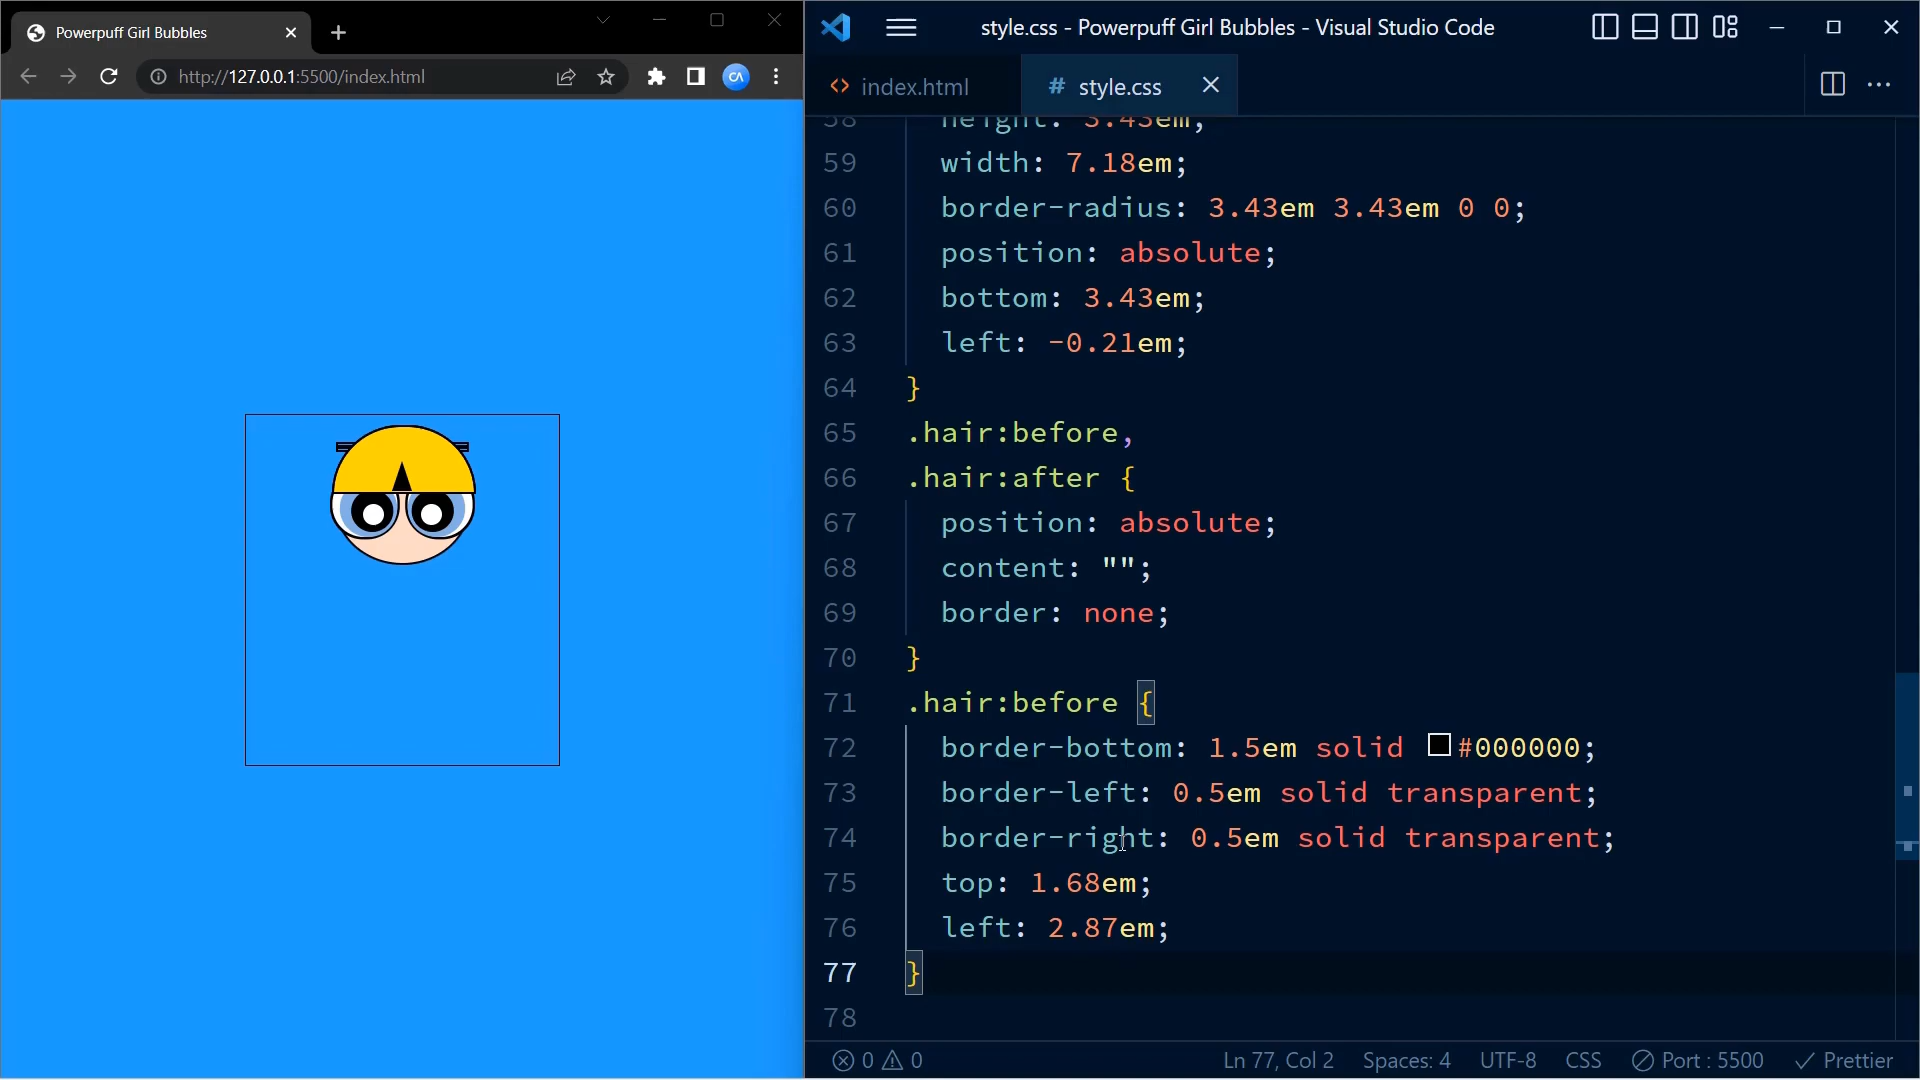 Powerpuff Girl Bubbles
http://127.0.0.1:5500/index.html
CA
style.css - Powerpuff Girl Bubbles - Visual Studio Code
index.html
# style.css
58 height: 3.43em;
59 width: 7.18em;
60 border-radius: 3.43em 3.43em 0 0;
61 position: absolute;
62 bottom: 3.43em;
63 left: -0.21em;
64 }
65 .hair:before,
66 .hair:after {
67 position: absolute;
68 content: "";
69 border: none;
70 }
71 .hair:before {
72 border-bottom: 1.5em solid #000000;
73 border-left: 0.5em solid transparent;
74 border-right: 0.5em solid transparent;
75 top: 1.68em;
76 left: 2.87em;
77 }
78
0 0 Ln 77, Col 2 Spaces: 4 UTF-8 CSS Port : 5500 Prettier